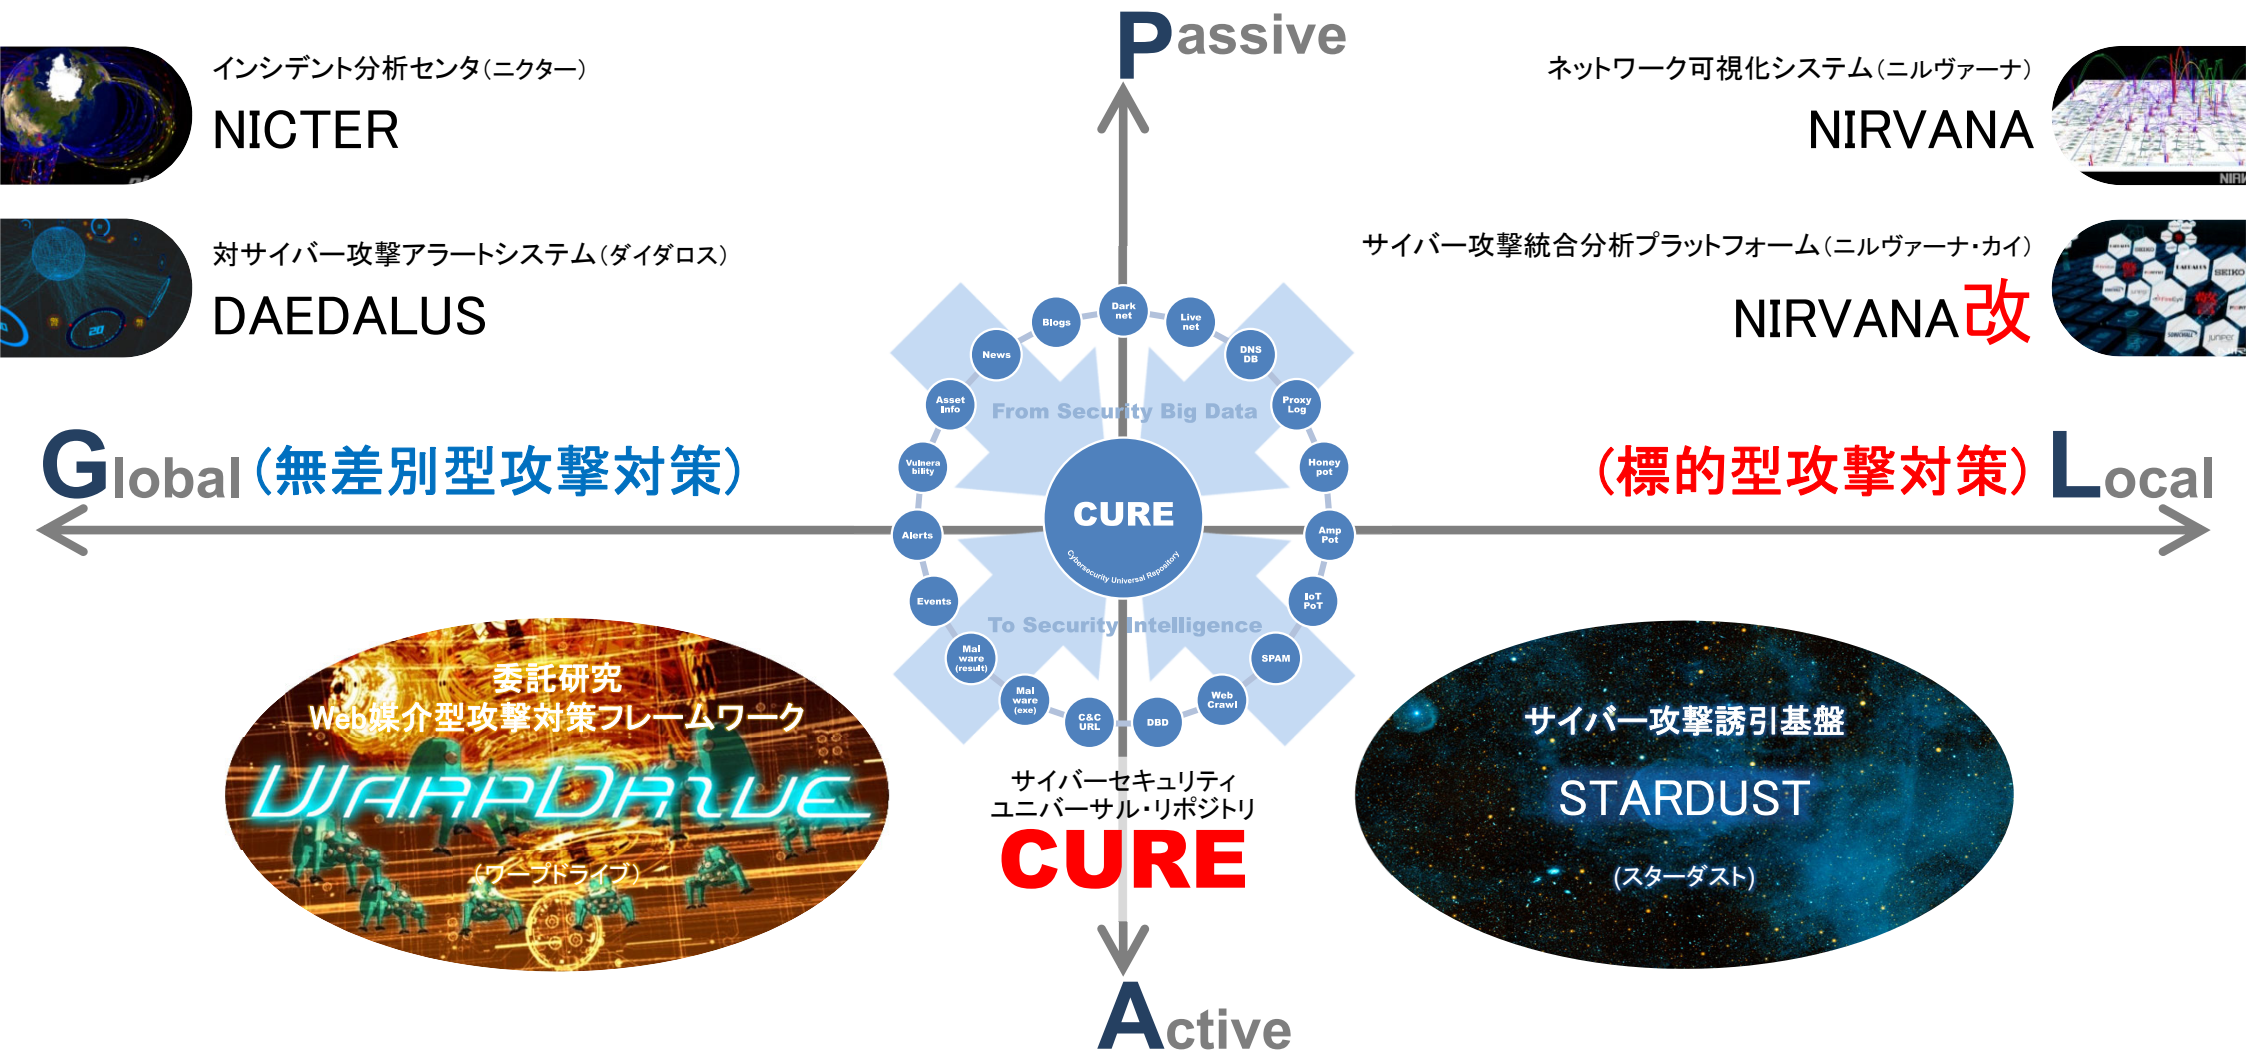 Passive
インシデント分析センタ（ニクター）
NICTER
対サイバー攻撃アラートシステム（ダイダロス）
DAEDALUS
ネットワーク可視化システム（ニルヴァーナ）
NIRVANA
サイバー攻撃統合分析プラットフォーム（ニルヴァーナ・カイ）
NIRVANA改
Global（無差別型攻撃対策）
（標的型攻撃対策）Local
From Security Big Data
CURE
Cybersecurity Universal Repository
To Security Intelligence
Dark
net
Live
net
DNS
DB
Proxy
Log
Honey
pot
Amp
Pot
IoT
PoT
SPAM
Web
Crawl
DBD
C&C
URL
Mal
ware
(exe)
Mal
ware
(result)
Events
Alerts
Vulnera
bility
Asset
Info
News
Blogs
委託研究
Web媒介型攻撃対策フレームワーク
WARPDRIVE
（ワープドライブ）
サイバーセキュリティ
ユニバーサル・リポジトリ
CURE
サイバー攻撃誘引基盤
STARDUST
(スターダスト)
Active
20
SEIKO
DAEDALUS
FireEye
SONICWALL
JUNIPER